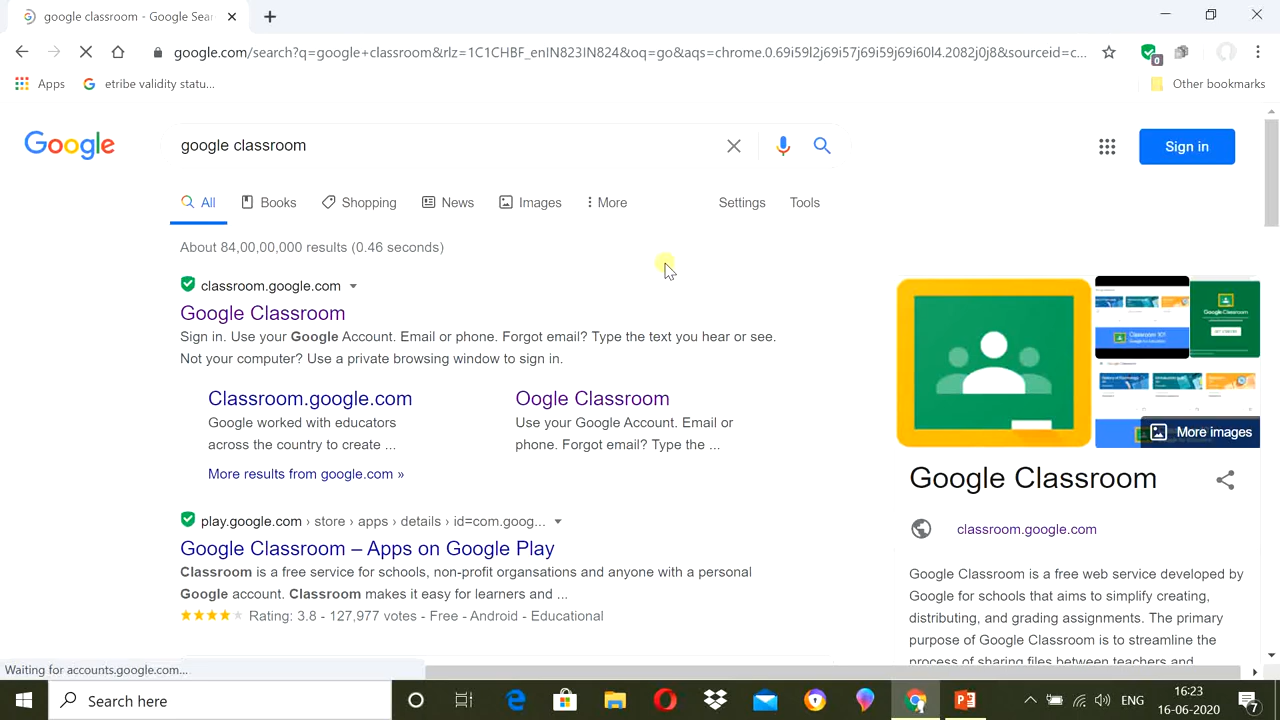 google classroom - Google Sear
google.com/search?q=google+classroom&rlz=1C1CHBF_enIN823IN824&oq=go&aqs=chrome.0.69i59l2j69i57j69i59j69i60l4.2082j0j8&sourceid=c...
0
Apps
etribe validity statu...
Other bookmarks
Google
google classroom
Sign in
All
Books
Shopping
News
Images
More
Settings
Tools
About 84,00,00,000 results (0.46 seconds)
classroom.google.com
Google Classroom
Sign in. Use your Google Account. Email or phone. Forgot email? Type the text you hear or see.
Not your computer? Use a private browsing window to sign in.
Classroom.google.com
Google worked with educators
across the country to create ...
Oogle Classroom
Use your Google Account. Email or
phone. Forgot email? Type the ...
More results from google.com »
play.google.com › store › apps › details › id=com.goog...
Google Classroom – Apps on Google Play
Classroom is a free service for schools, non-profit organsations and anyone with a personal
Google account. Classroom makes it easy for learners and ...
Rating: 3.8 - 127,977 votes - Free - Android - Educational
More images
Google Classroom
classroom.google.com
Google Classroom is a free web service developed by
Google for schools that aims to simplify creating,
distributing, and grading assignments. The primary
purpose of Google Classroom is to streamline the
process of sharing files between teachers and
Waiting for accounts.google.com...
Search here
ENG
16:23
16-06-2020
7